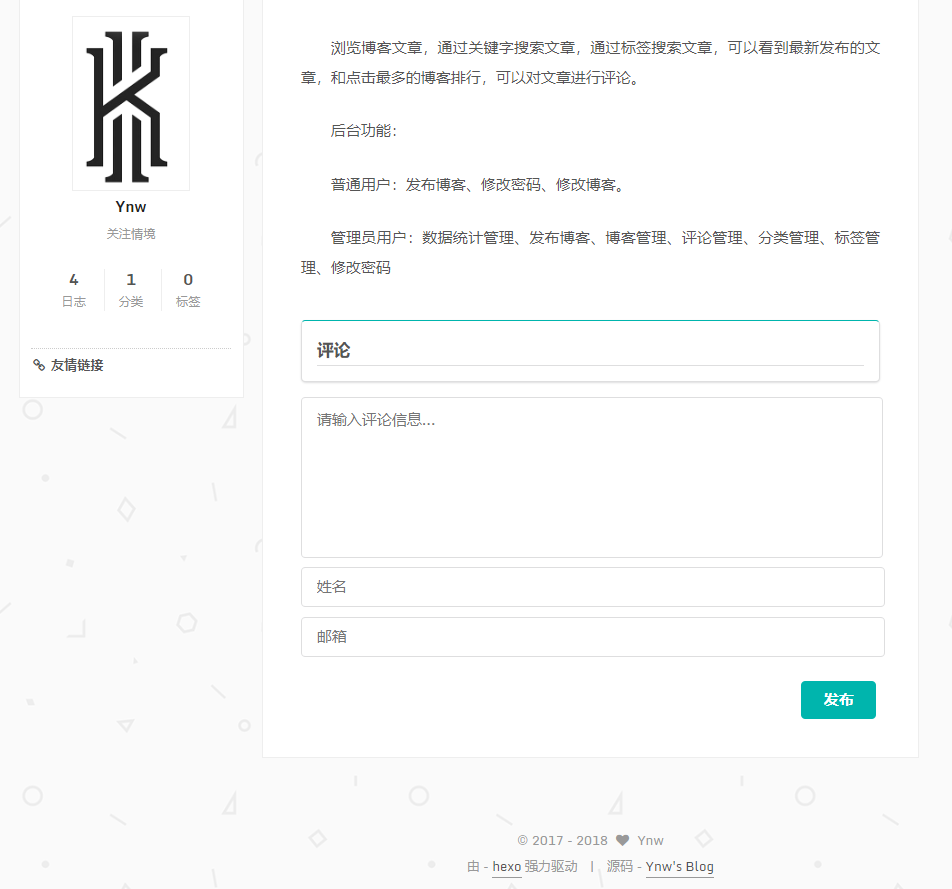 Ynw
关注情境
4 1 0
日志 分类 标签
友情链接
浏览博客文章，通过关键字搜索文章，通过标签搜索文章，可以看到最新发布的文
章，和点击最多的博客排行，可以对文章进行评论。
后台功能：
普通用户：发布博客、修改密码、修改博客。
管理员用户：数据统计管理、发布博客、博客管理、评论管理、分类管理、标签管
理、修改密码
评论
请输入评论信息...
姓名
邮箱
发布
© 2017 - 2018 ♥ Ynw
由 - hexo 强力驱动 | 源码 - Ynw's Blog